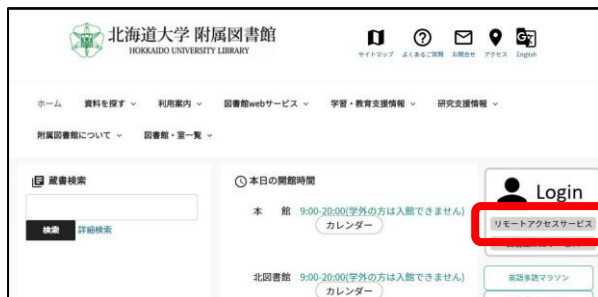 北海道大学 附属図書館
HOKKAIDO UNIVERSITY LIBRARY
サイトマップ よくあるご質問 お問合せ アクセス English
ホーム 資料を探す 利用案内 図書館webサービス 学習・教育支援情報 研究支援情報
附属図書館について 図書館・室一覧
蔵書検索
検索 詳細検索
本日の開館時間
本 館 9:00-20:00(学外の方は入館できません)
カレンダー
北図書館 9:00-20:00(学外の方は入館できません)
カレンダー
Login
リモートアクセスサービス
英語多読マラソン